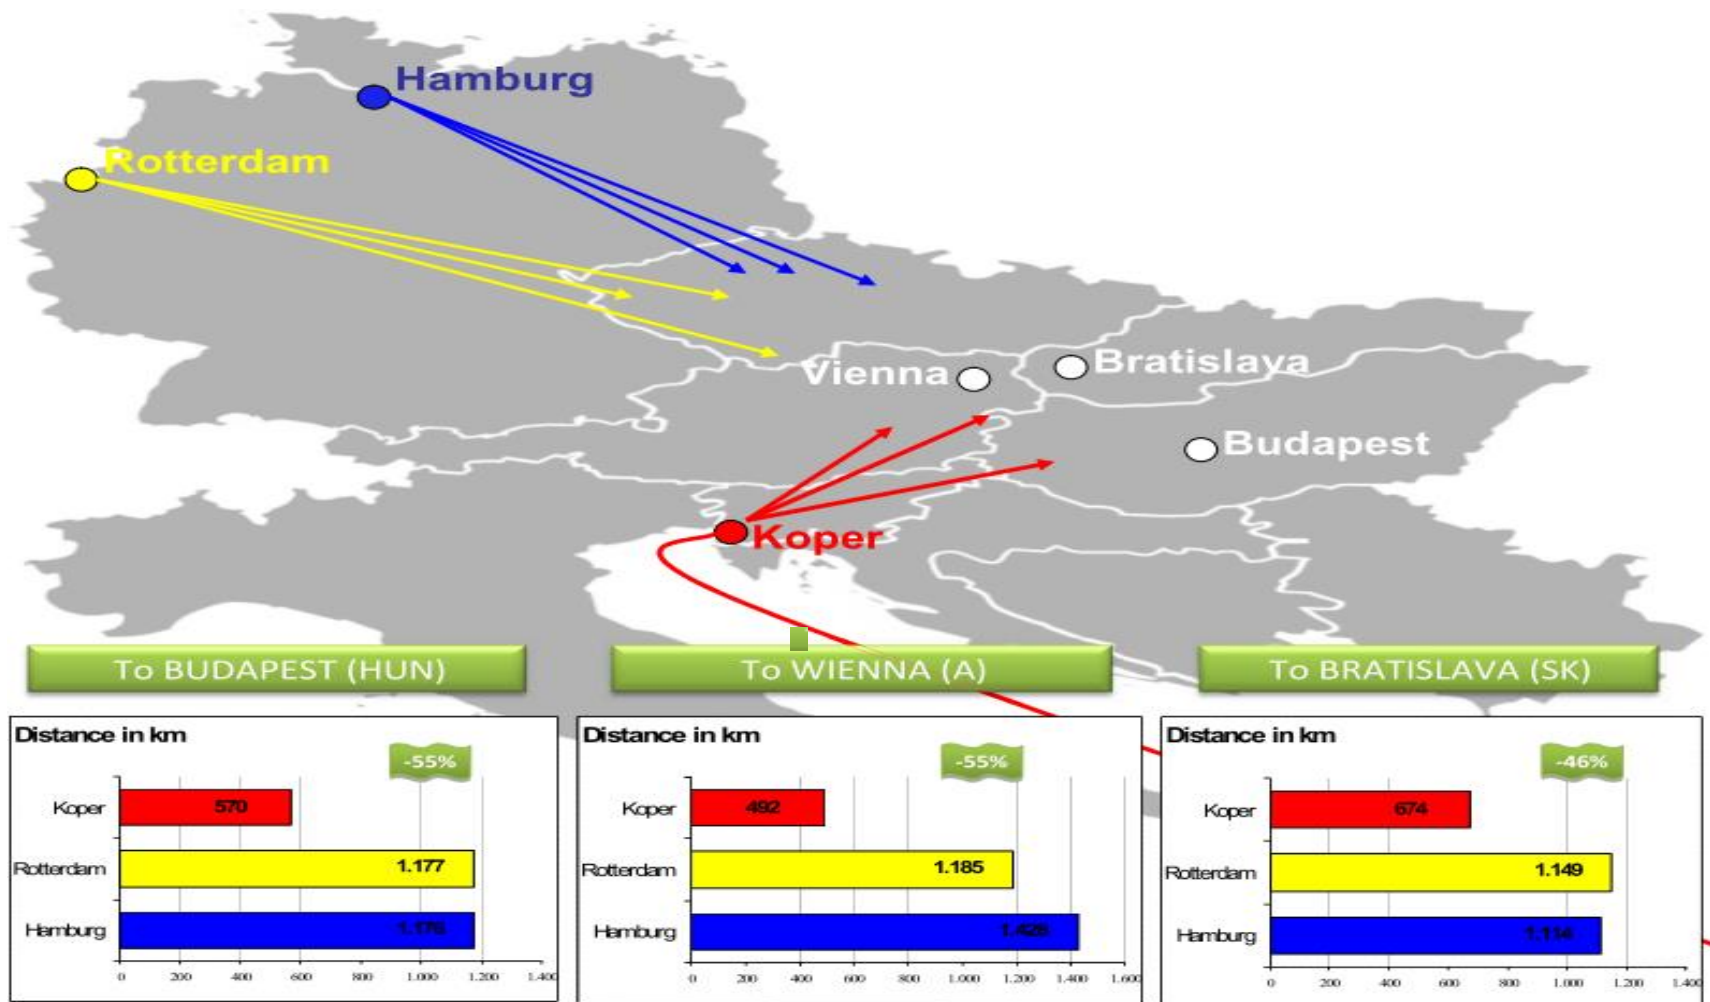 Hamburg
Rotterdam
Vienna
Bratislava
Budapest
Koper
To BUDAPEST (HUN)
To WIENNA (A)
To BRATISLAVA (SK)
Distance in km
-55%
Koper
570
Rotterdam
1.177
Hamburg
1.176
0 200 400 600 800 1.000 1.200 1.400
Distance in km
-55%
Koper
492
Rotterdam
1.185
Hamburg
0 200 400 600 800 1.000 1.200 1.400 1.600
Distance in km
-46%
Koper
674
Rotterdam
1.149
Hamburg
1.114
0 200 400 600 800 1.000 1.200 1.400